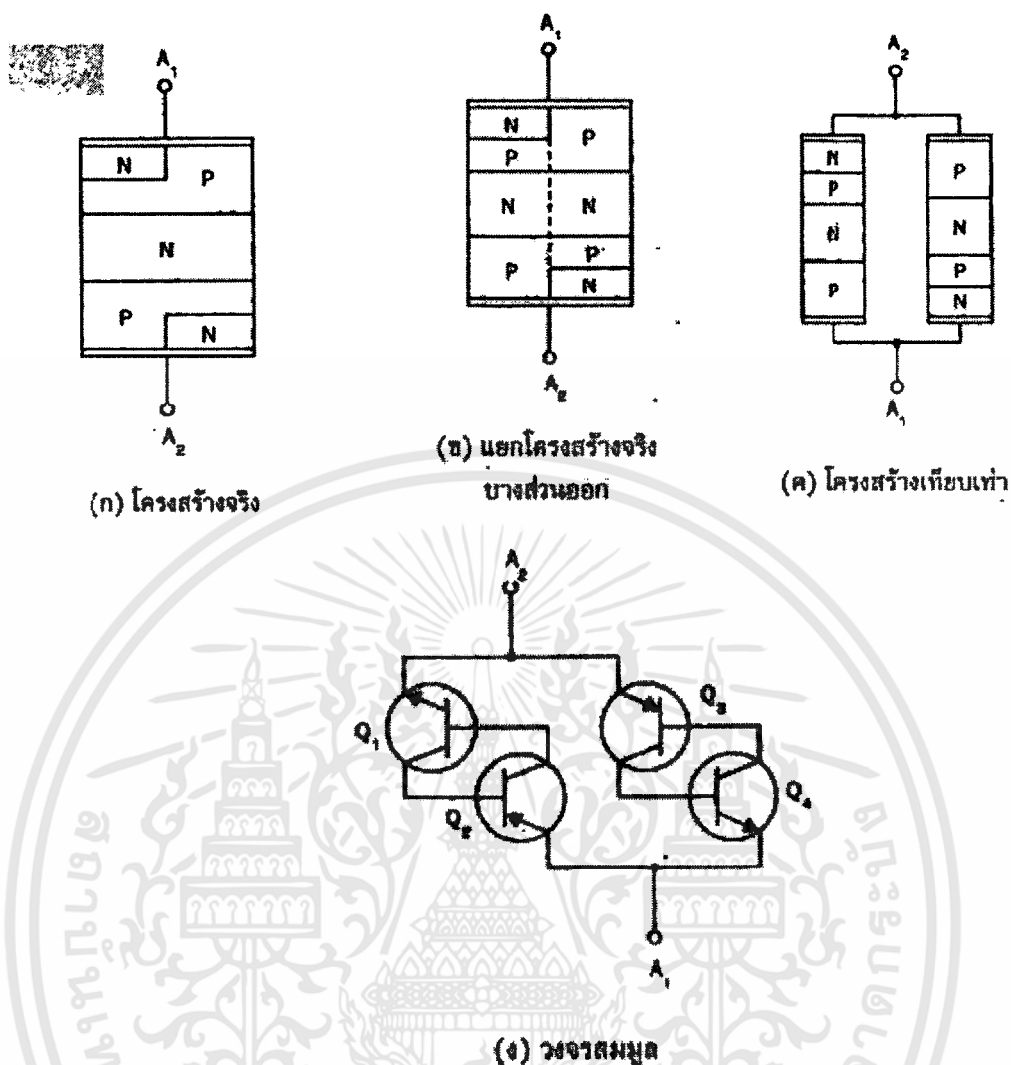 A₁
N
P
N
P
N
A₂
(ก) โครงสร้างจริง
A₁
N
P
P
N
N
P
P
N
A₂
(ข) แยกโครงสร้างจริง
บางส่วนออก
A₂
N
P
N
P
P
N
P
N
A₁
(ค) โครงสร้างเทียบเท่า
A₂
Q₁
Q₂
Q₃
Q₄
A₁
(ง) วงจรสมมูล